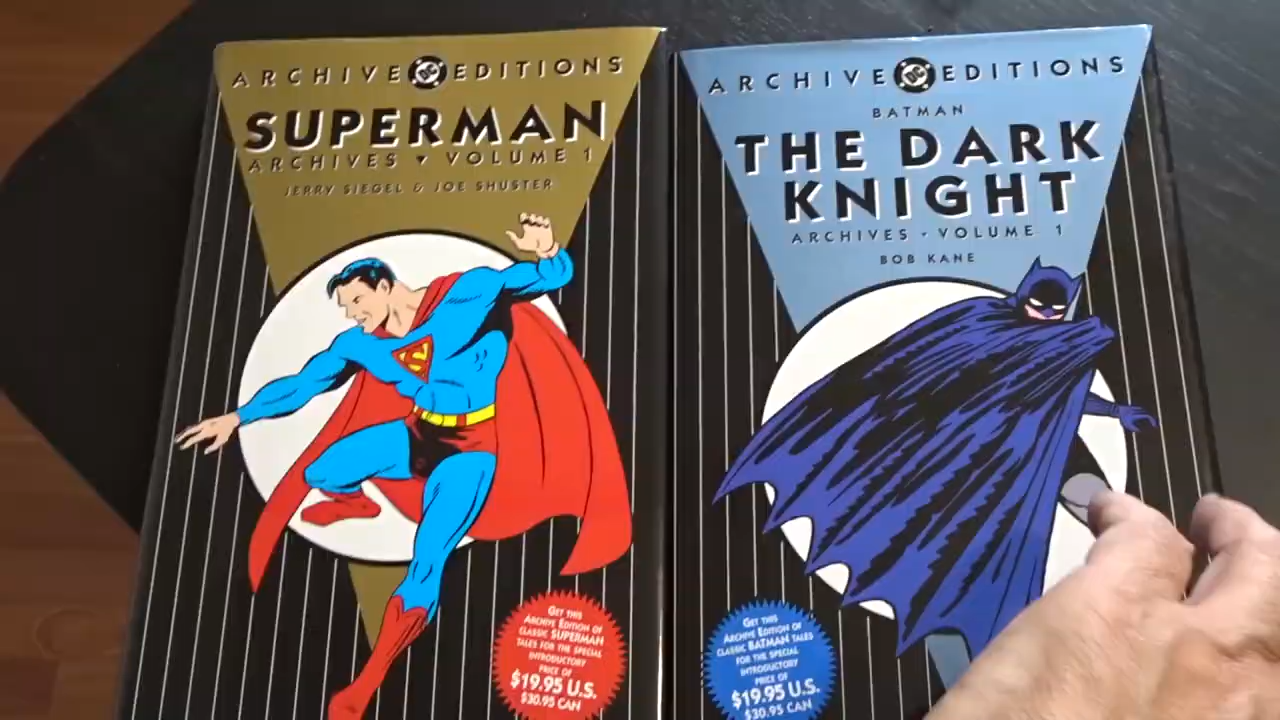 ARCHIVE DC EDITIONS
SUPERMAN
ARCHIVES ▾ VOLUME 1
JERRY SIEGEL & JOE SHUSTER
S
GET THIS
ARCHIVE EDITION OF
CLASSIC SUPERMAN
TALES FOR THE SPECIAL
INTRODUCTORY
PRICE OF
$19.95 U.S.
$30.95 CAN
ARCHIVE DC EDITIONS
BATMAN
THE DARK
KNIGHT
ARCHIVES • VOLUME 1
BOB KANE
GET THIS
ARCHIVE EDITION OF
CLASSIC BATMAN TALES
FOR THE SPECIAL
INTRODUCTORY
PRICE OF
$19.95 U.S.
$30.95 CAN